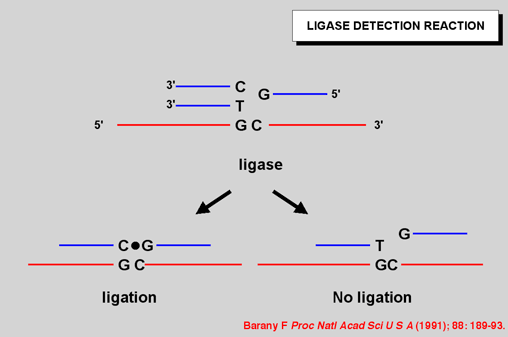 LIGASE DETECTION REACTION
3' C
G 5'
3' T
5' G C 3'
ligase
C●G
G C
G
T
GC
ligation
No ligation
Barany F Proc Natl Acad Sci U S A (1991); 88: 189-93.